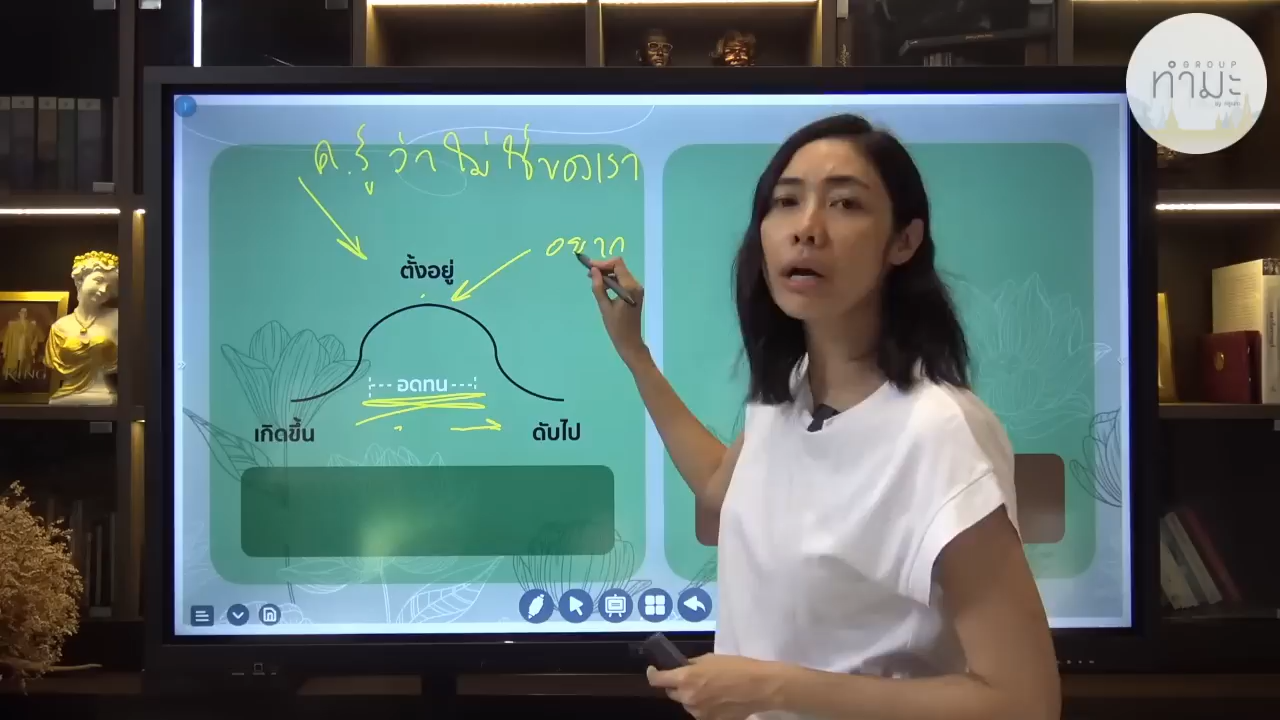 GROUP
ทำมะ
ค.รู้ ว่า ไม่ ใช่ของเรา
อยาก
ตั้งอยู่
อดทน
เกิดขึ้น
ดับไป